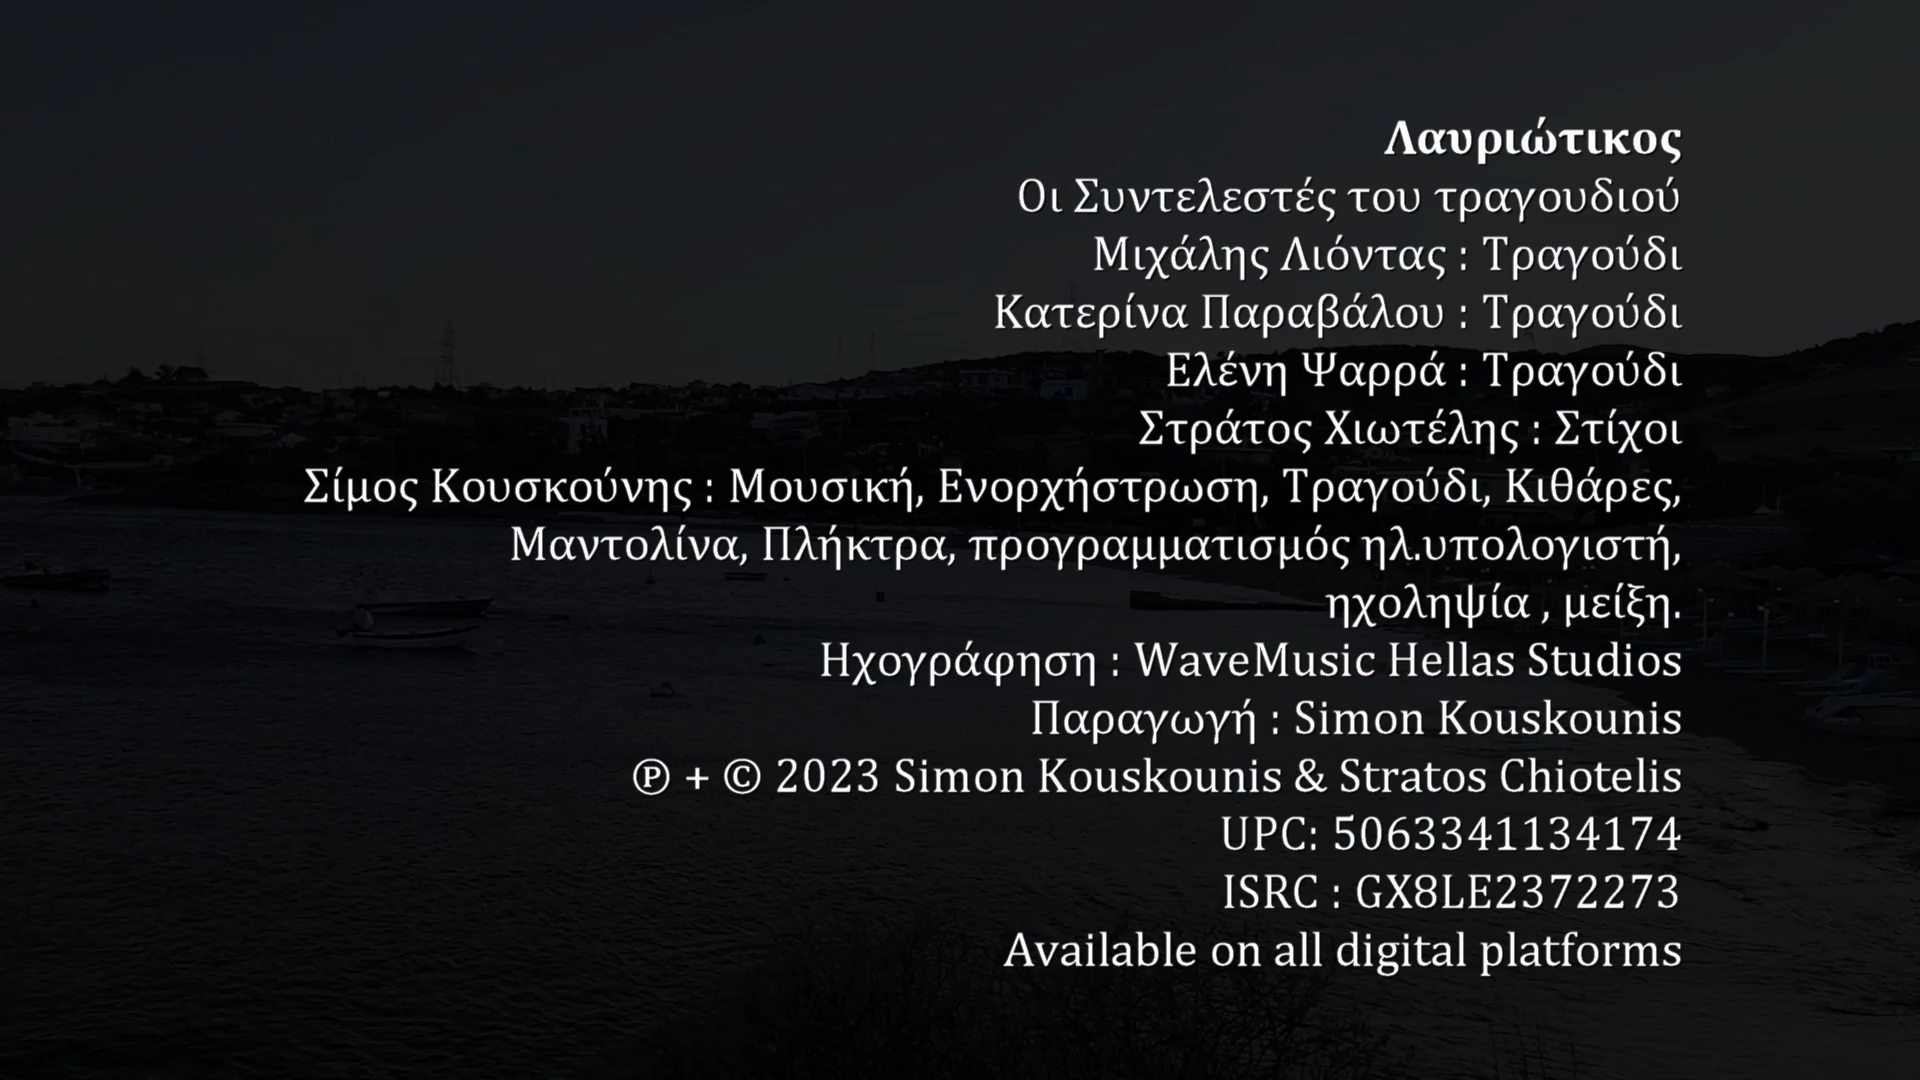 Λαυριώτικος
Οι Συντελεστές του τραγουδιού
Μιχάλης Λιόντας : Τραγούδι
Κατερίνα Παραβάλου : Τραγούδι
Ελένη Ψαρρά : Τραγούδι
Στράτος Χιωτέλης : Στίχοι
Σίμος Κουσκούνης : Μουσική, Ενορχήστρωση, Τραγούδι, Κιθάρες,
Μαντολίνα, Πλήκτρα, προγραμματισμός ηλ.υπολογιστή,
ηχοληψία , μείξη.
Ηχογράφηση : WaveMusic Hellas Studios
Παραγωγή : Simon Kouskounis
℗ + © 2023 Simon Kouskounis & Stratos Chiotelis
UPC: 5063341134174
ISRC : GX8LE2372273
Available on all digital platforms